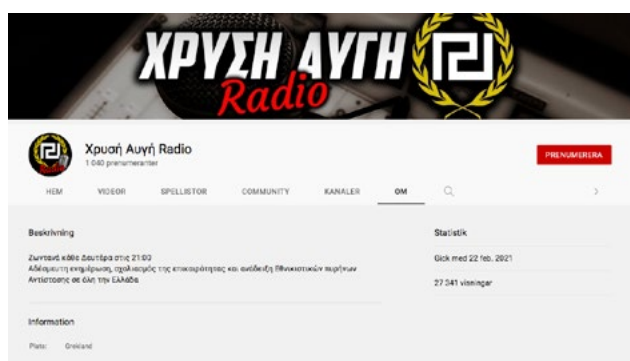 ΧΡΥΣΗ ΑΥΓΗ
Radio
Χρυσή Αυγή Radio
1 040 prenumeranter
PRENUMERERA
HEM VIDEOR SPELLISTOR COMMUNITY KANALER OM
Beskrivning
Statistik
Ζωντανά κάθε Δευτέρα στις 21:00
Gick med 22 feb. 2021
Αδέσμευτη ενημέρωση, σχολιασμός της επικαιρότητας και ανάδειξη Εθνικιστικών πυρήνων
Αντίστασης σε όλη την Ελλάδα
27 341 visningar
Information
Plats: Grekland